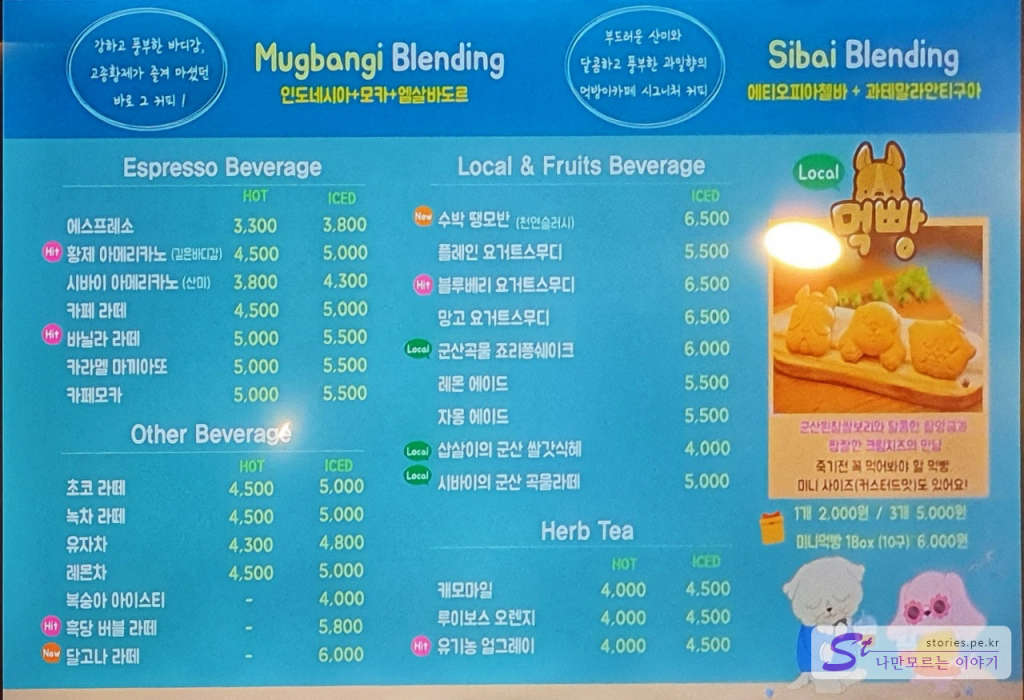 강하고 풍부한 바디감,
고종황제가 즐겨 마셨던
바로 그 커피!
Mugbangi Blending
인도네시아+모카+엘살바도르
부드러운 산미와
달콤하고 풍부한 과일향의
먹방이카페 시그니처 커피
Sibai Blending
에티오피아첼바 + 과테말라안티구아
Espresso Beverage
HOT ICED
에스프레소 3,300 3,800
Hit 황제 아메리카노 (깊은바디감) 4,500 5,000
시바이 아메리카노 (산미) 3,800 4,300
카페 라떼 4,500 5,000
Hit 바닐라 라떼 5,000 5,500
카라멜 마끼아또 5,000 5,500
카페모카 5,000 5,500
Other Beverage
HOT ICED
초코 라떼 4,500 5,000
녹차 라떼 4,500 5,000
유자차 4,300 4,800
레몬차 4,500 5,000
복숭아 아이스티 - 4,000
Hit 흑당 버블 라떼 - 5,800
New 달고나 라떼 - 6,000
Local & Fruits Beverage
ICED
New 수박 땡모반 (천연슬러시) 6,500
플레인 요거트스무디 5,500
Hit 블루베리 요거트스무디 6,500
망고 요거트스무디 6,500
Local 군산곡물 죠리퐁쉐이크 6,000
레몬 에이드 5,500
자몽 에이드 5,500
Local 삽살이의 군산 쌀갓식혜 4,000
Local 시바이의 군산 곡물라떼 5,000
Herb Tea
HOT ICED
캐모마일 4,000 4,500
루이보스 오렌지 4,000 4,500
Hit 유기농 얼그레이 4,000 4,500
Local
먹빵
군산흰찰쌀보리와 달콤한 팥앙금과
짭짤한 크림치즈의 만남
죽기전 꼭 먹어봐야 할 먹빵
미니 사이즈(커스터드맛)도 있어요!
1개 2,000원 / 3개 5,000원
미니먹빵 1Box (10구) 6,000원
St
stories.pe.kr
나만모르는 이야기